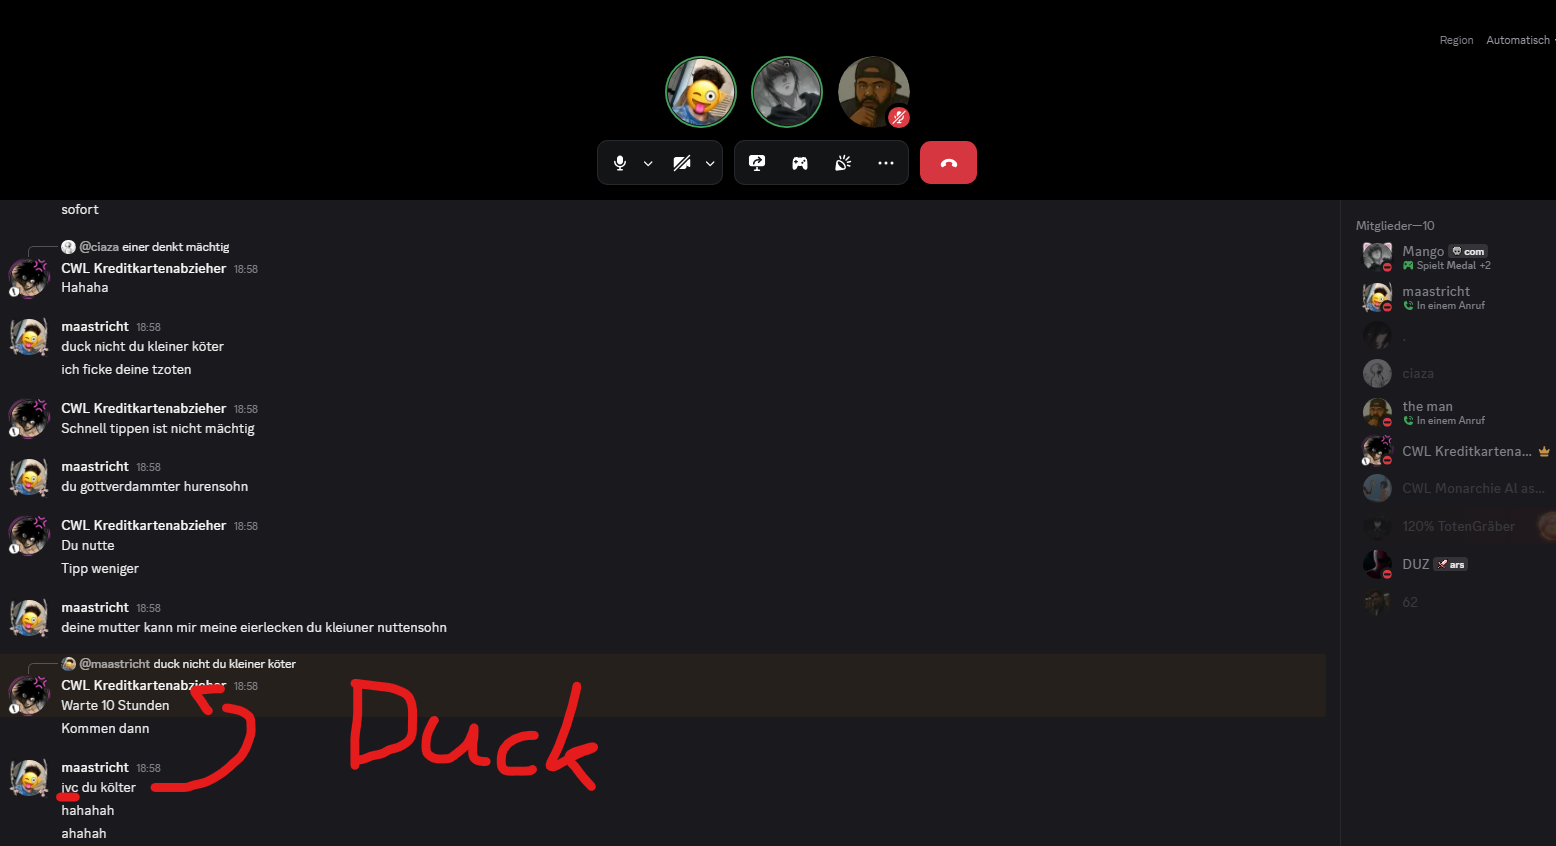 Region Automatisch
sofort
@ciaza einer denkt mächtig
CWL Kreditkartenabzieher 18:58
Hahaha
maastricht 18:58
duck nicht du kleiner köter
ich ficke deine tzoten
CWL Kreditkartenabzieher 18:58
Schnell tippen ist nicht mächtig
maastricht 18:58
du gottverdammter hurensohn
CWL Kreditkartenabzieher 18:58
Du nutte
Tipp weniger
maastricht 18:58
deine mutter kann mir meine eierlecken du kleiuner nuttensohn
@maastricht duck nicht du kleiner köter
CWL Kreditkartenabzieher 18:58
Warte 10 Stunden
Kommen dann
maastricht 18:58
jvc du költer
hahahah
ahahah
Duck
Mitglieder—10
Mango com
Spielt Medal +2
maastricht
In einem Anruf
.
ciaza
the man
In einem Anruf
CWL Kreditkartena...
CWL Monarchie Al as...
120% TotenGräber
DUZ ars
62